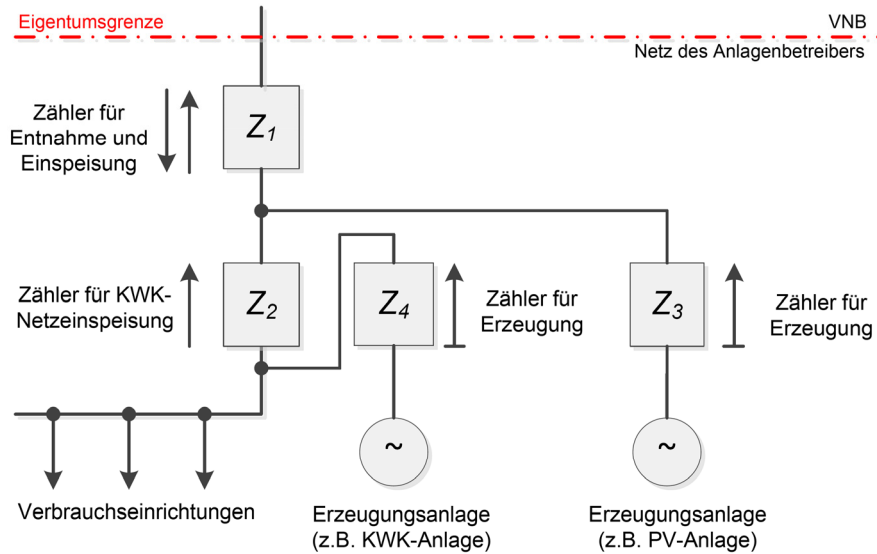 Eigentumsgrenze
VNB
Netz des Anlagenbetreibers
Zähler für
Entnahme und
Einspeisung
Z1
Zähler für KWK-
Netzeinspeisung
Z2
Z4
Zähler für
Erzeugung
Z3
Zähler für
Erzeugung
~
~
Verbrauchseinrichtungen
Erzeugungsanlage
(z.B. KWK-Anlage)
Erzeugungsanlage
(z.B. PV-Anlage)